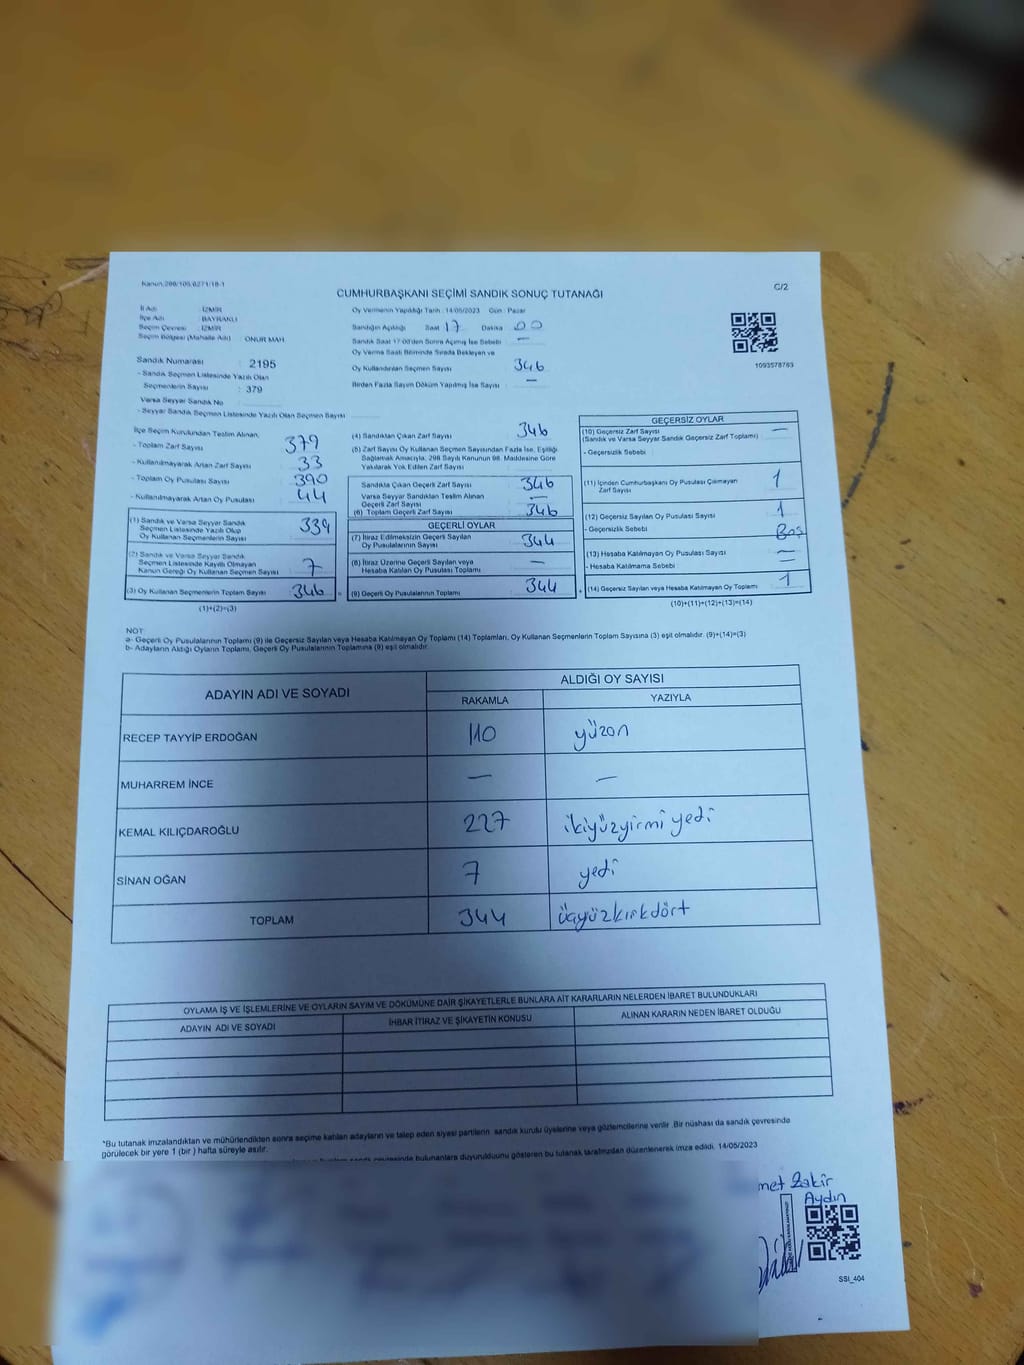 Kanun:298/105,6271/18-1
CUMHURBAŞKANI SEÇİMİ SANDIK SONUÇ TUTANAĞI
C/2
İl Adı : İZMİR
İlçe Adı : BAYRAKLI
Seçim Çevresi : İZMİR
Seçim Bölgesi (Mahalle Adı) : ONUR MAH
Sandık Numarası : 2195
- Sandık Seçmen Listesinde Yazılı Olan
Seçmenlerin Sayısı : 379
Varsa Seyyar Sandık No
- Seyyar Sandık Seçmen Listesinde Yazılı Olan Seçmen Sayısı
Oy Vermenin Yapıldığı Tarih : 14/05/2023 Gün : Pazar
Sandığın Açıldığı Saat 17 Dakika 00
Sandık Saat 17:00'den Sonra Açılmış İse Sebebi —
Oy Verme Saati Bitiminde Sırada Bekleyen ve
Oy Kullandırılan Seçmen Sayısı 346
Birden Fazla Sayım Döküm Yapılmış İse Sayısı —
1093578763
İlçe Seçim Kurulundan Teslim Alınan;
- Toplam Zarf Sayısı 379
- Kullanılmayarak Artan Zarf Sayısı 33
- Toplam Oy Pusulası Sayısı 390
- Kullanılmayarak Artan Oy Pusulası 44
(1) Sandık ve Varsa Seyyar Sandık
Seçmen Listesinde Yazılı Olup
Oy Kullanan Seçmenlerin Sayısı 339
(2) Sandık ve Varsa Seyyar Sandık
Seçmen Listesinde Kayıtlı Olmayan
Kanun Gereği Oy Kullanan Seçmen Sayısı 7
(3) Oy Kullanan Seçmenlerin Toplam Sayısı 346
(1)+(2)=(3)
(4) Sandıktan Çıkan Zarf Sayısı 346
(5) Zarf Sayısı Oy Kullanan Seçmen Sayısından Fazla İse, Eşitliği
Sağlamak Amacıyla, 298 Sayılı Kanunun 98. Maddesine Göre
Yakılarak Yok Edilen Zarf Sayısı
Sandıkta Çıkan Geçerli Zarf Sayısı 346
Varsa Seyyar Sandıktan Teslim Alınan
Geçerli Zarf Sayısı —
(6) Toplam Geçerli Zarf Sayısı 346
GEÇERLİ OYLAR
(7) İtiraz Edilmeksizin Geçerli Sayılan
Oy Pusulalarının Sayısı 344
(8) İtiraz Üzerine Geçerli Sayılan veya
Hesaba Katılan Oy Pusulası Toplamı —
(9) Geçerli Oy Pusulalarının Toplamı 344
GEÇERSİZ OYLAR
(10) Geçersiz Zarf Sayısı —
(Sandık ve Varsa Seyyar Sandık Geçersiz Zarf Toplamı)
- Geçersizlik Sebebi
(11) İçinden Cumhurbaşkanı Oy Pusulası Çıkmayan
Zarf Sayısı 1
(12) Geçersiz Sayılan Oy Pusulası Sayısı 1
- Geçersizlik Sebebi Boş
(13) Hesaba Katılmayan Oy Pusulası Sayısı —
- Hesaba Katılmama Sebebi —
(14) Geçersiz Sayılan veya Hesaba Katılmayan Oy Toplamı 1
(10)+(11)+(12)+(13)=(14)
NOT:
a- Geçerli Oy Pusulalarının Toplamı (9) ile Geçersiz Sayılan veya Hesaba Katılmayan Oy Toplamı (14) Toplamları, Oy Kullanan Seçmenlerin Toplam Sayısına (3) eşit olmalıdır. (9)+(14)=(3)
b- Adayların Aldığı Oyların Toplamı, Geçerli Oy Pusulalarının Toplamına (9) eşit olmalıdır.
ADAYIN ADI VE SOYADI
ALDIĞI OY SAYISI
RAKAMLA YAZIYLA
RECEP TAYYİP ERDOĞAN 110 yüzon
MUHARREM İNCE — —
KEMAL KILIÇDAROĞLU 227 ikiyüzyirmi yedi
SİNAN OĞAN 7 yedi
TOPLAM 344 üçyüzkırkdört
OYLAMA İŞ VE İŞLEMLERİNE VE OYLARIN SAYIM VE DÖKÜMÜNE DAİR ŞİKAYETLERLE BUNLARA AİT KARARLARIN NELERDEN İBARET BULUNDUKLARI
ADAYIN ADI VE SOYADI İHBAR İTİRAZ VE ŞİKAYETİN KONUSU ALINAN KARARIN NEDEN İBARET OLDUĞU
*Bu tutanak imzalandıktan ve mühürlendikten sonra seçime katılan adayların ve talep eden siyasi partilerin sandık kurulu üyelerine veya gözlemcilerine verilir. Bir nüshası da sandık çevresinde
görülecek bir yere 1 (bir) hafta süreyle asılır.
bulunanlara duyurulduğunu gösteren bu tutanak tarafımızdan düzenlenerek imza edildi. 14/05/2023
met Zakir
Aydın
SSI_404